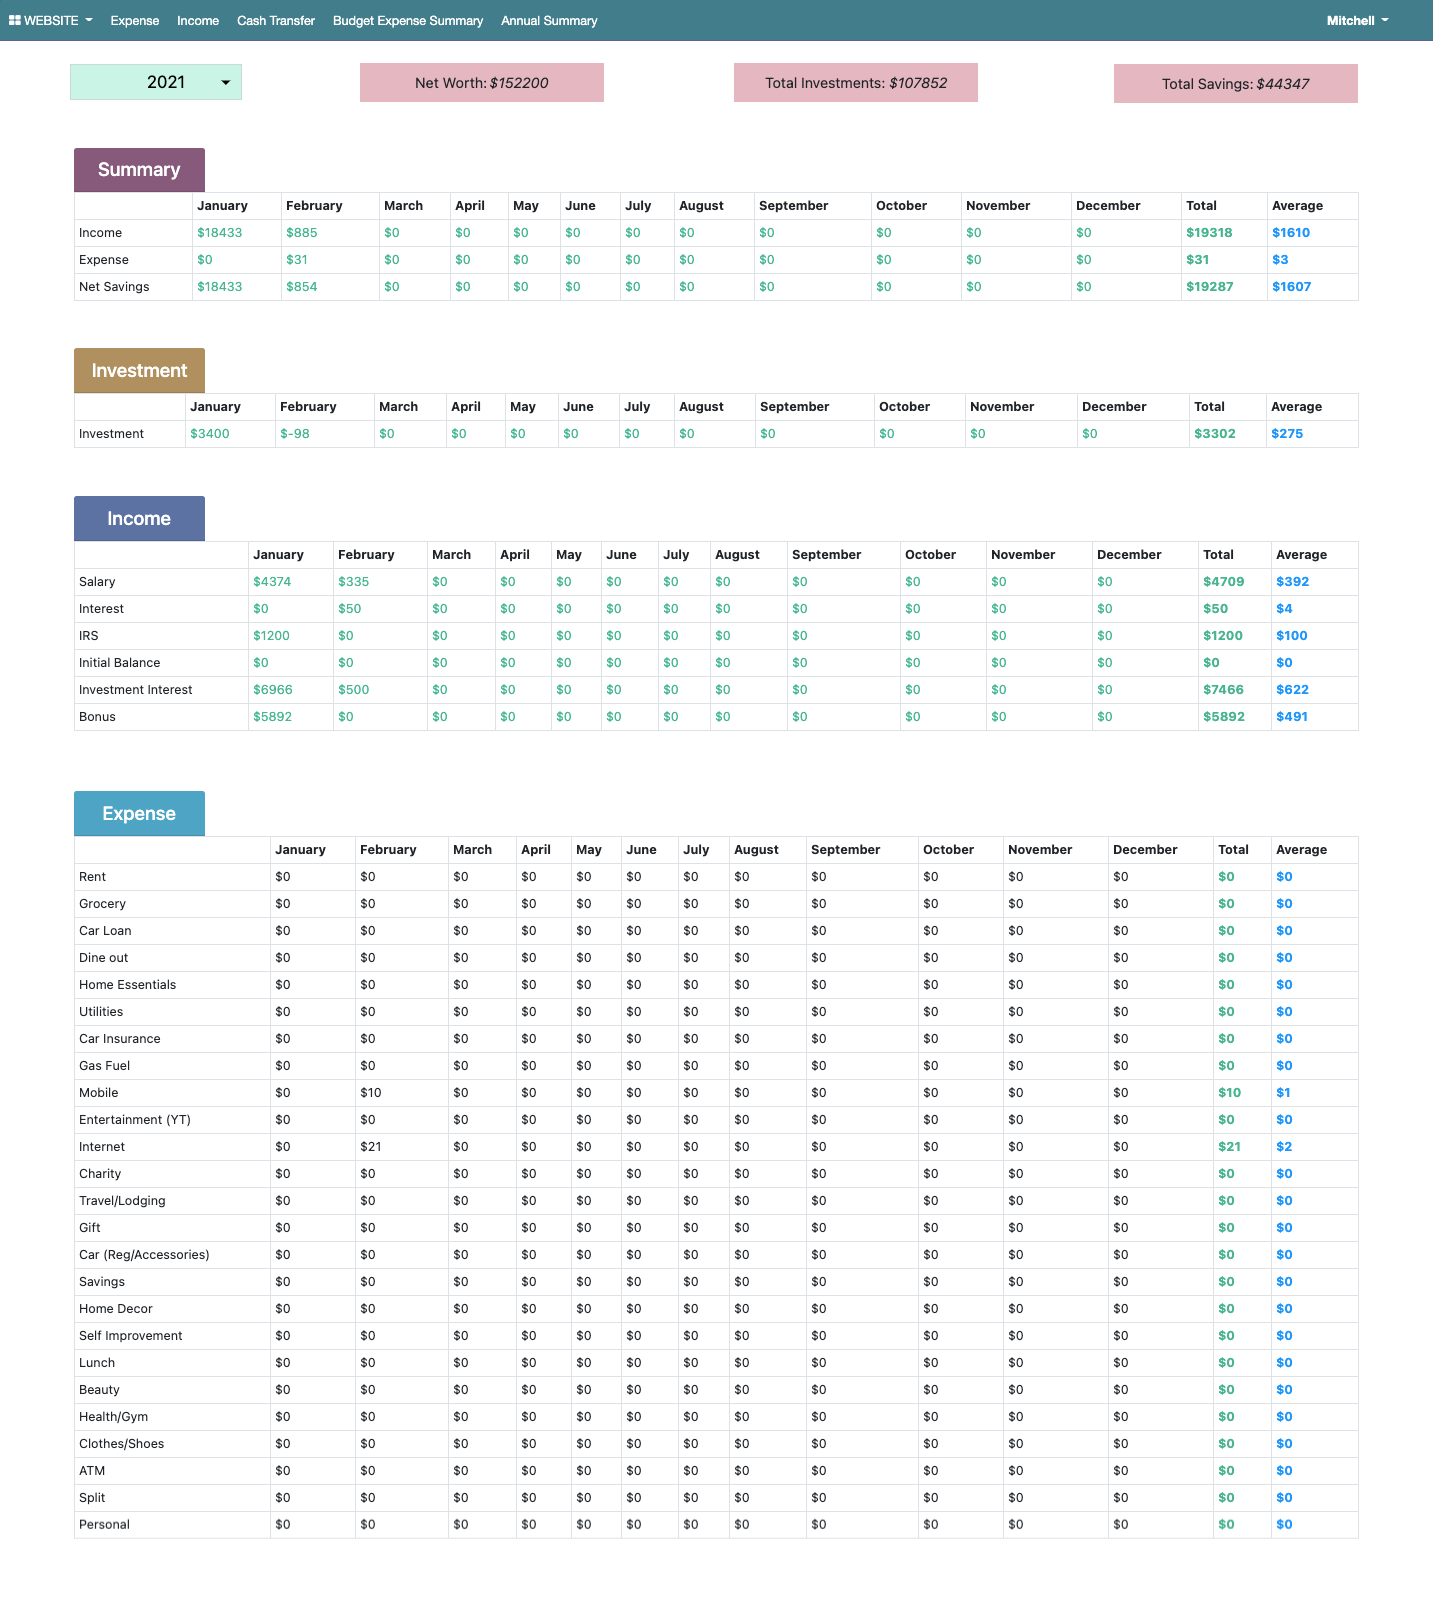 WEBSITE Expense Income Cash Transfer Budget Expense Summary Annual Summary Mitchell
2021 Net Worth: $152200 Total Investments: $107852 Total Savings: $44347
Summary
January February March April May June July August September October November December Total Average
Income $18433 $885 $0 $0 $0 $0 $0 $0 $0 $0 $0 $0 $19318 $1610
Expense $0 $31 $0 $0 $0 $0 $0 $0 $0 $0 $0 $0 $31 $3
Net Savings $18433 $854 $0 $0 $0 $0 $0 $0 $0 $0 $0 $0 $19287 $1607
Investment
January February March April May June July August September October November December Total Average
Investment $3400 $-98 $0 $0 $0 $0 $0 $0 $0 $0 $0 $0 $3302 $275
Income
January February March April May June July August September October November December Total Average
Salary $4374 $335 $0 $0 $0 $0 $0 $0 $0 $0 $0 $0 $4709 $392
Interest $0 $50 $0 $0 $0 $0 $0 $0 $0 $0 $0 $0 $50 $4
IRS $1200 $0 $0 $0 $0 $0 $0 $0 $0 $0 $0 $0 $1200 $100
Initial Balance $0 $0 $0 $0 $0 $0 $0 $0 $0 $0 $0 $0 $0 $0
Investment Interest $6966 $500 $0 $0 $0 $0 $0 $0 $0 $0 $0 $0 $7466 $622
Bonus $5892 $0 $0 $0 $0 $0 $0 $0 $0 $0 $0 $0 $5892 $491
Expense
January February March April May June July August September October November December Total Average
Rent $0 $0 $0 $0 $0 $0 $0 $0 $0 $0 $0 $0 $0 $0
Grocery $0 $0 $0 $0 $0 $0 $0 $0 $0 $0 $0 $0 $0 $0
Car Loan $0 $0 $0 $0 $0 $0 $0 $0 $0 $0 $0 $0 $0 $0
Dine out $0 $0 $0 $0 $0 $0 $0 $0 $0 $0 $0 $0 $0 $0
Home Essentials $0 $0 $0 $0 $0 $0 $0 $0 $0 $0 $0 $0 $0 $0
Utilities $0 $0 $0 $0 $0 $0 $0 $0 $0 $0 $0 $0 $0 $0
Car Insurance $0 $0 $0 $0 $0 $0 $0 $0 $0 $0 $0 $0 $0 $0
Gas Fuel $0 $0 $0 $0 $0 $0 $0 $0 $0 $0 $0 $0 $0 $0
Mobile $0 $10 $0 $0 $0 $0 $0 $0 $0 $0 $0 $0 $10 $1
Entertainment (YT) $0 $0 $0 $0 $0 $0 $0 $0 $0 $0 $0 $0 $0 $0
Internet $0 $21 $0 $0 $0 $0 $0 $0 $0 $0 $0 $0 $21 $2
Charity $0 $0 $0 $0 $0 $0 $0 $0 $0 $0 $0 $0 $0 $0
Travel/Lodging $0 $0 $0 $0 $0 $0 $0 $0 $0 $0 $0 $0 $0 $0
Gift $0 $0 $0 $0 $0 $0 $0 $0 $0 $0 $0 $0 $0 $0
Car (Reg/Accessories) $0 $0 $0 $0 $0 $0 $0 $0 $0 $0 $0 $0 $0 $0
Savings $0 $0 $0 $0 $0 $0 $0 $0 $0 $0 $0 $0 $0 $0
Home Decor $0 $0 $0 $0 $0 $0 $0 $0 $0 $0 $0 $0 $0 $0
Self Improvement $0 $0 $0 $0 $0 $0 $0 $0 $0 $0 $0 $0 $0 $0
Lunch $0 $0 $0 $0 $0 $0 $0 $0 $0 $0 $0 $0 $0 $0
Beauty $0 $0 $0 $0 $0 $0 $0 $0 $0 $0 $0 $0 $0 $0
Health/Gym $0 $0 $0 $0 $0 $0 $0 $0 $0 $0 $0 $0 $0 $0
Clothes/Shoes $0 $0 $0 $0 $0 $0 $0 $0 $0 $0 $0 $0 $0 $0
ATM $0 $0 $0 $0 $0 $0 $0 $0 $0 $0 $0 $0 $0 $0
Split $0 $0 $0 $0 $0 $0 $0 $0 $0 $0 $0 $0 $0 $0
Personal $0 $0 $0 $0 $0 $0 $0 $0 $0 $0 $0 $0 $0 $0